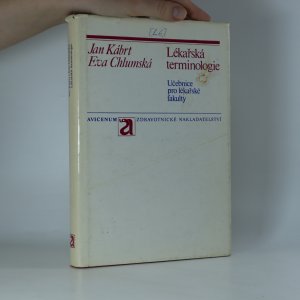 Jan Kábrt
Eva Chlumská
Lékařská
terminologie
Učebnice
pro lékařské
fakulty
AVICENUM
ZDRAVOTNICKÉ NAKLADATELSTVÍ